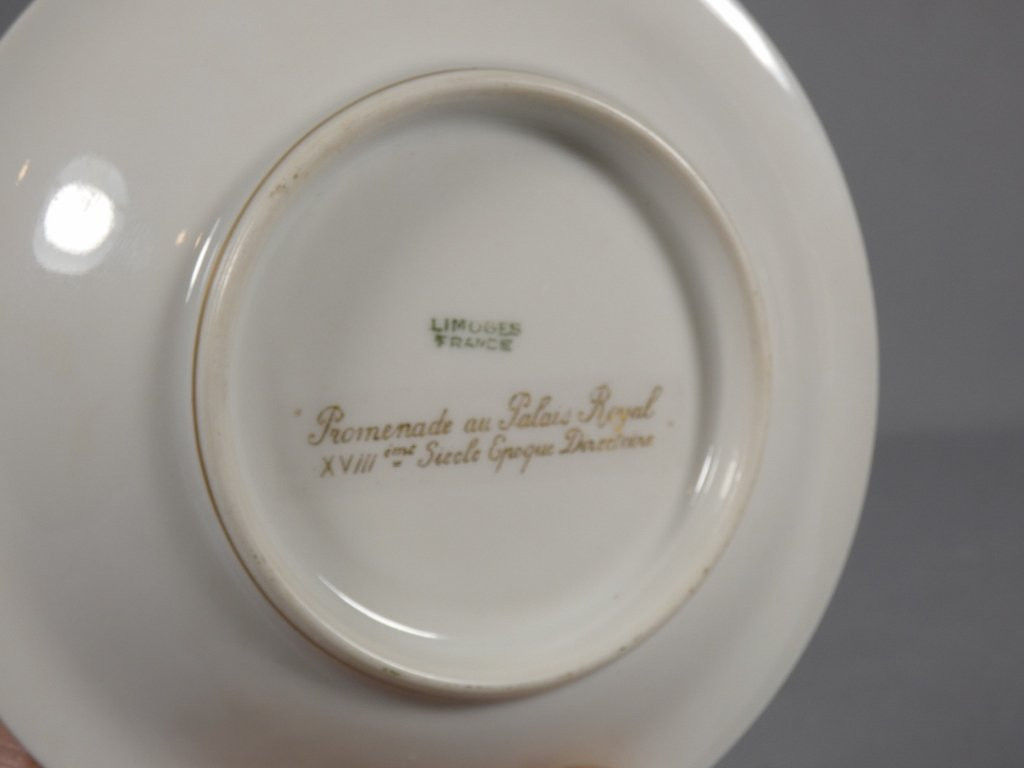 LIMOGES
FRANCE
"Promenade au Palais Royal"
XVIII ème Siecle Epoque Directoire